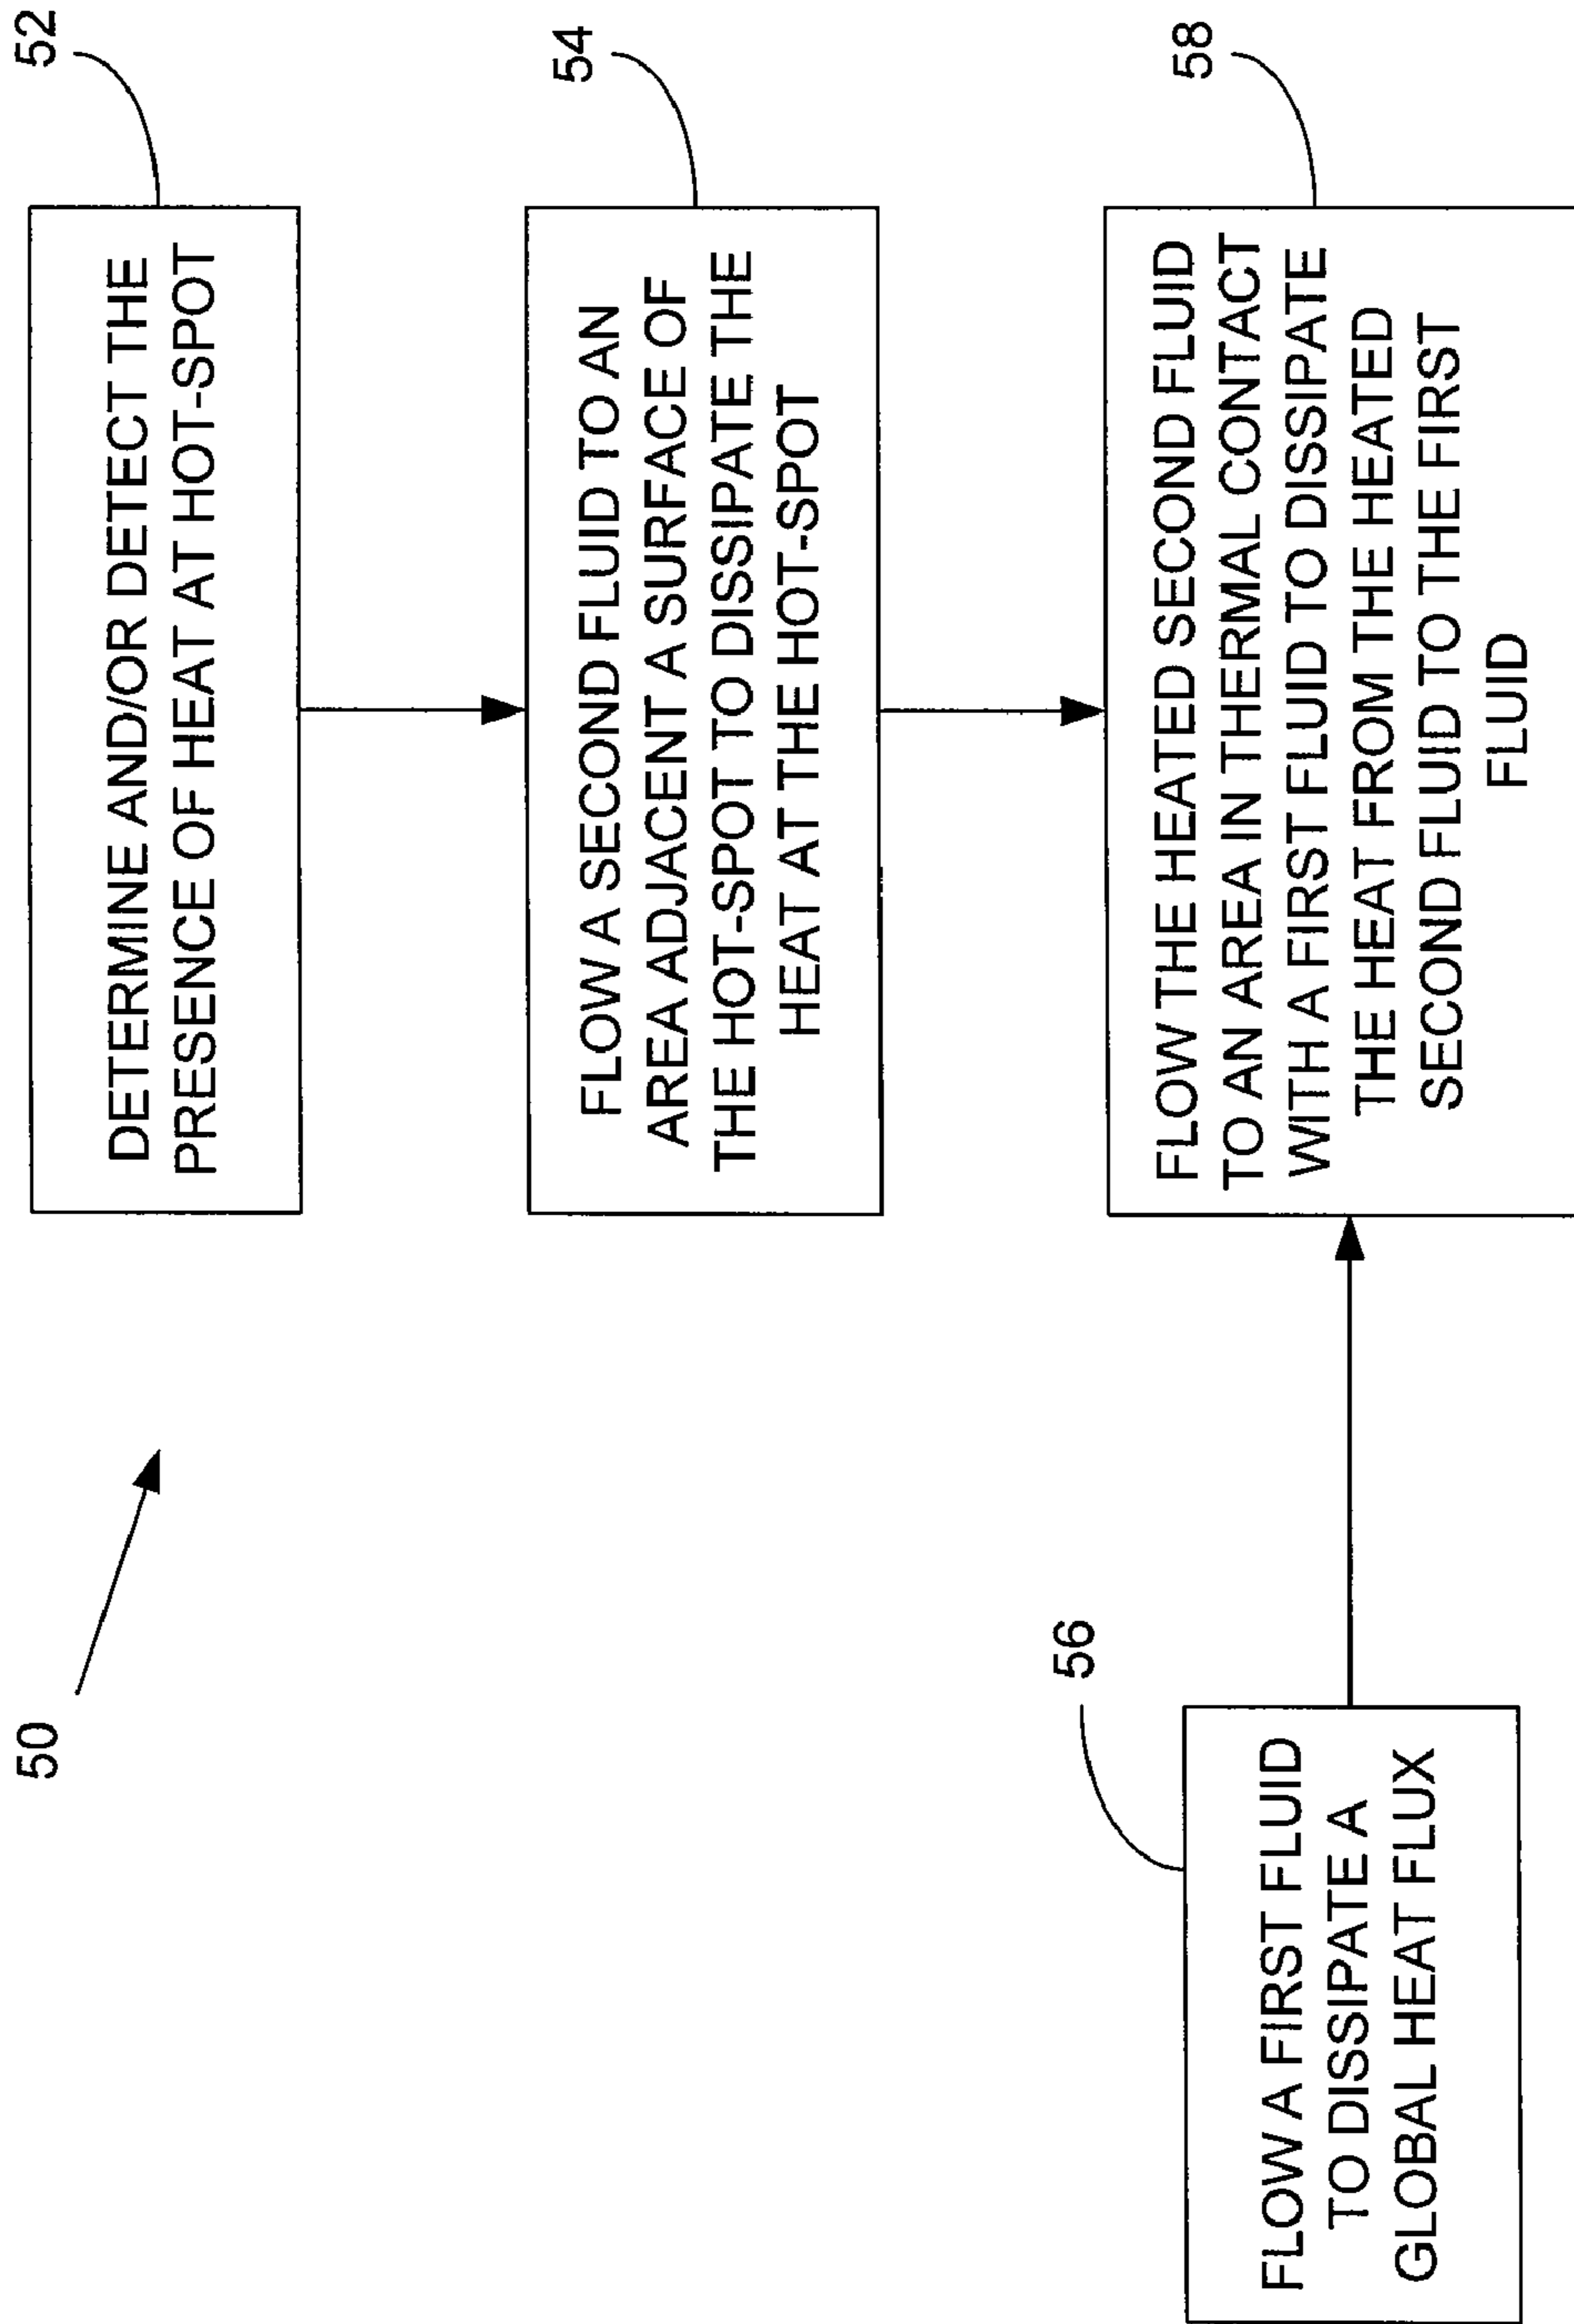 50
52
DETERMINE AND/OR DETECT THE
PRESENCE OF HEAT AT HOT-SPOT
54
FLOW A SECOND FLUID TO AN
AREA ADJACENT A SURFACE OF
THE HOT-SPOT TO DISSIPATE THE
HEAT AT THE HOT-SPOT
56
FLOW A FIRST FLUID
TO DISSIPATE A
GLOBAL HEAT FLUX
58
FLOW THE HEATED SECOND FLUID
TO AN AREA IN THERMAL CONTACT
WITH A FIRST FLUID TO DISSIPATE
THE HEAT FROM THE HEATED
SECOND FLUID TO THE FIRST
FLUID